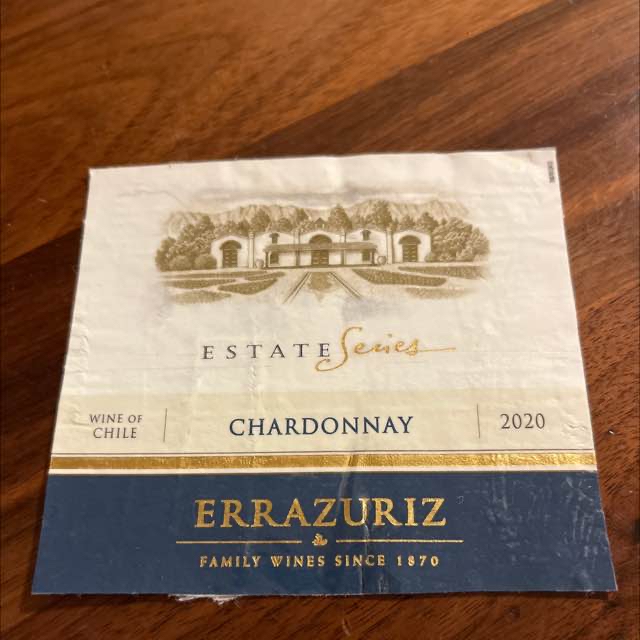 ESTATE Series
WINE OF
CHILE
CHARDONNAY
2020
ERRAZURIZ
FAMILY WINES SINCE 1870